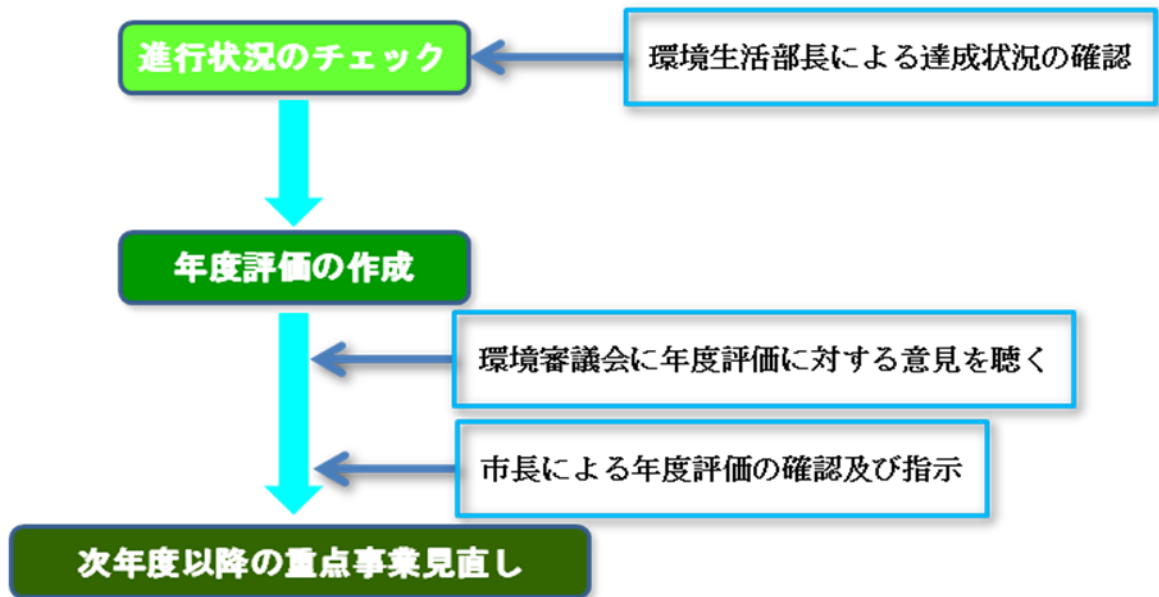 進行状況のチェック
環境生活部長による達成状況の確認
年度評価の作成
環境審議会に年度評価に対する意見を聴く
市長による年度評価の確認及び指示
次年度以降の重点事業見直し